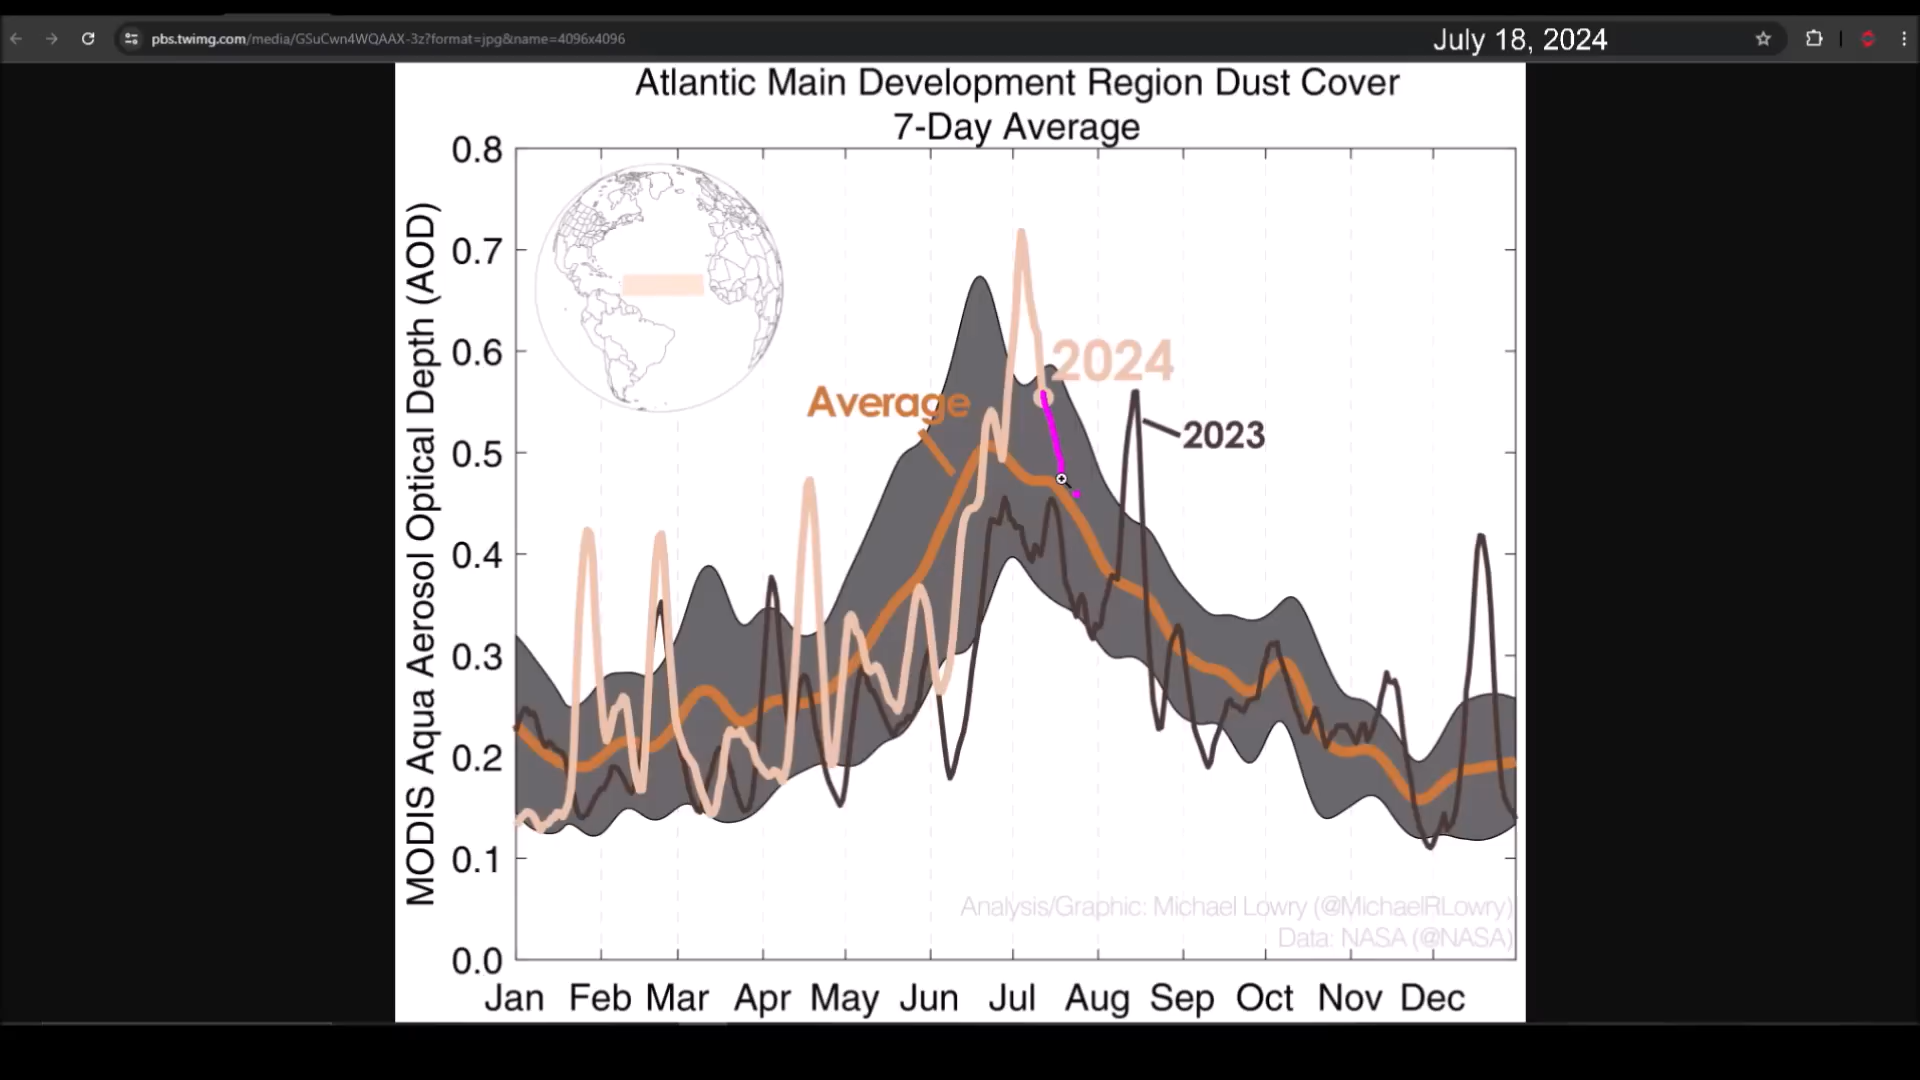 pbs.twimg.com/media/GSuCwn4WQAAX-3z?format=jpg&name=4096x4096
July 18, 2024
Atlantic Main Development Region Dust Cover
7-Day Average
MODIS Aqua Aerosol Optical Depth (AOD)
0.8
0.7
0.6
0.5
0.4
0.3
0.2
0.1
0.0
2024
Average
2023
Analysis/Graphic: Michael Lowry (@MichaelRLowry)
Data: NASA (@NASA)
Jan Feb Mar Apr May Jun Jul Aug Sep Oct Nov Dec